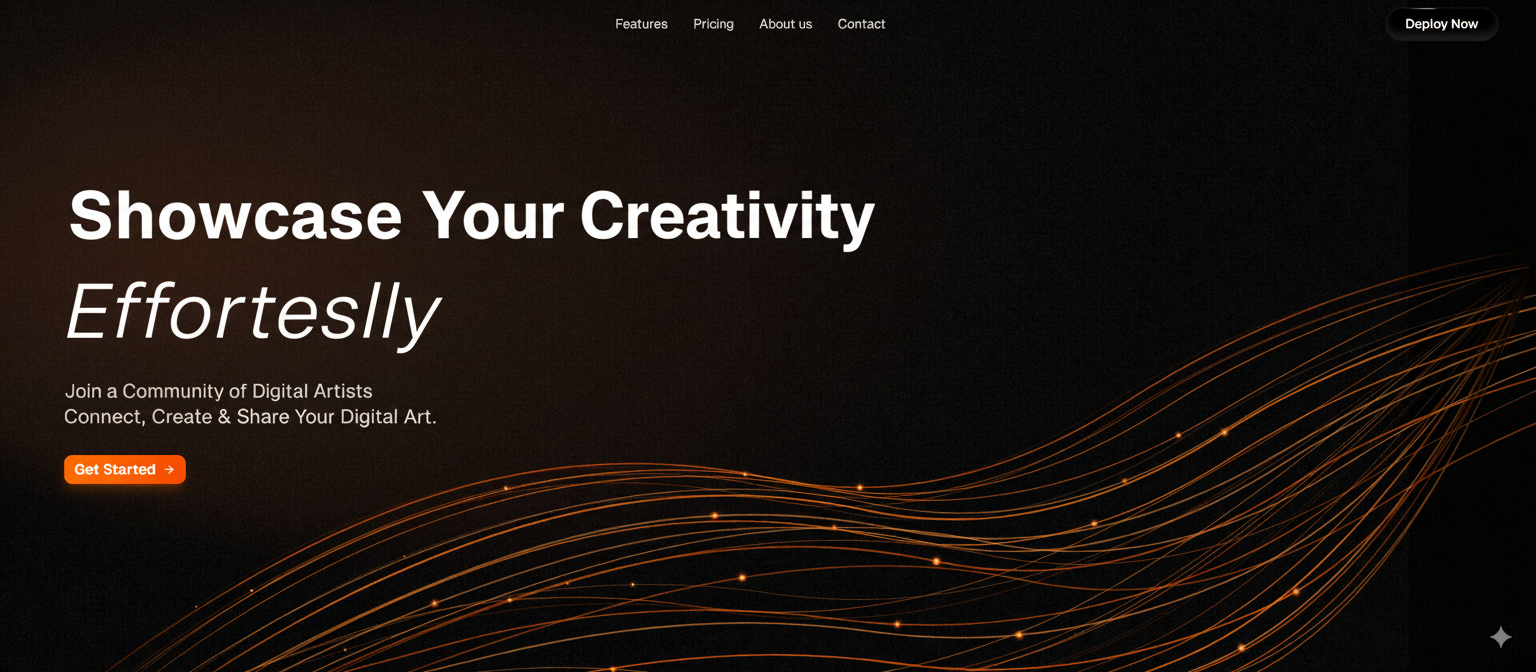 Features Pricing About us Contact Deploy Now
Showcase Your Creativity
Efforteslly
Join a Community of Digital Artists
Connect, Create & Share Your Digital Art.
Get Started →